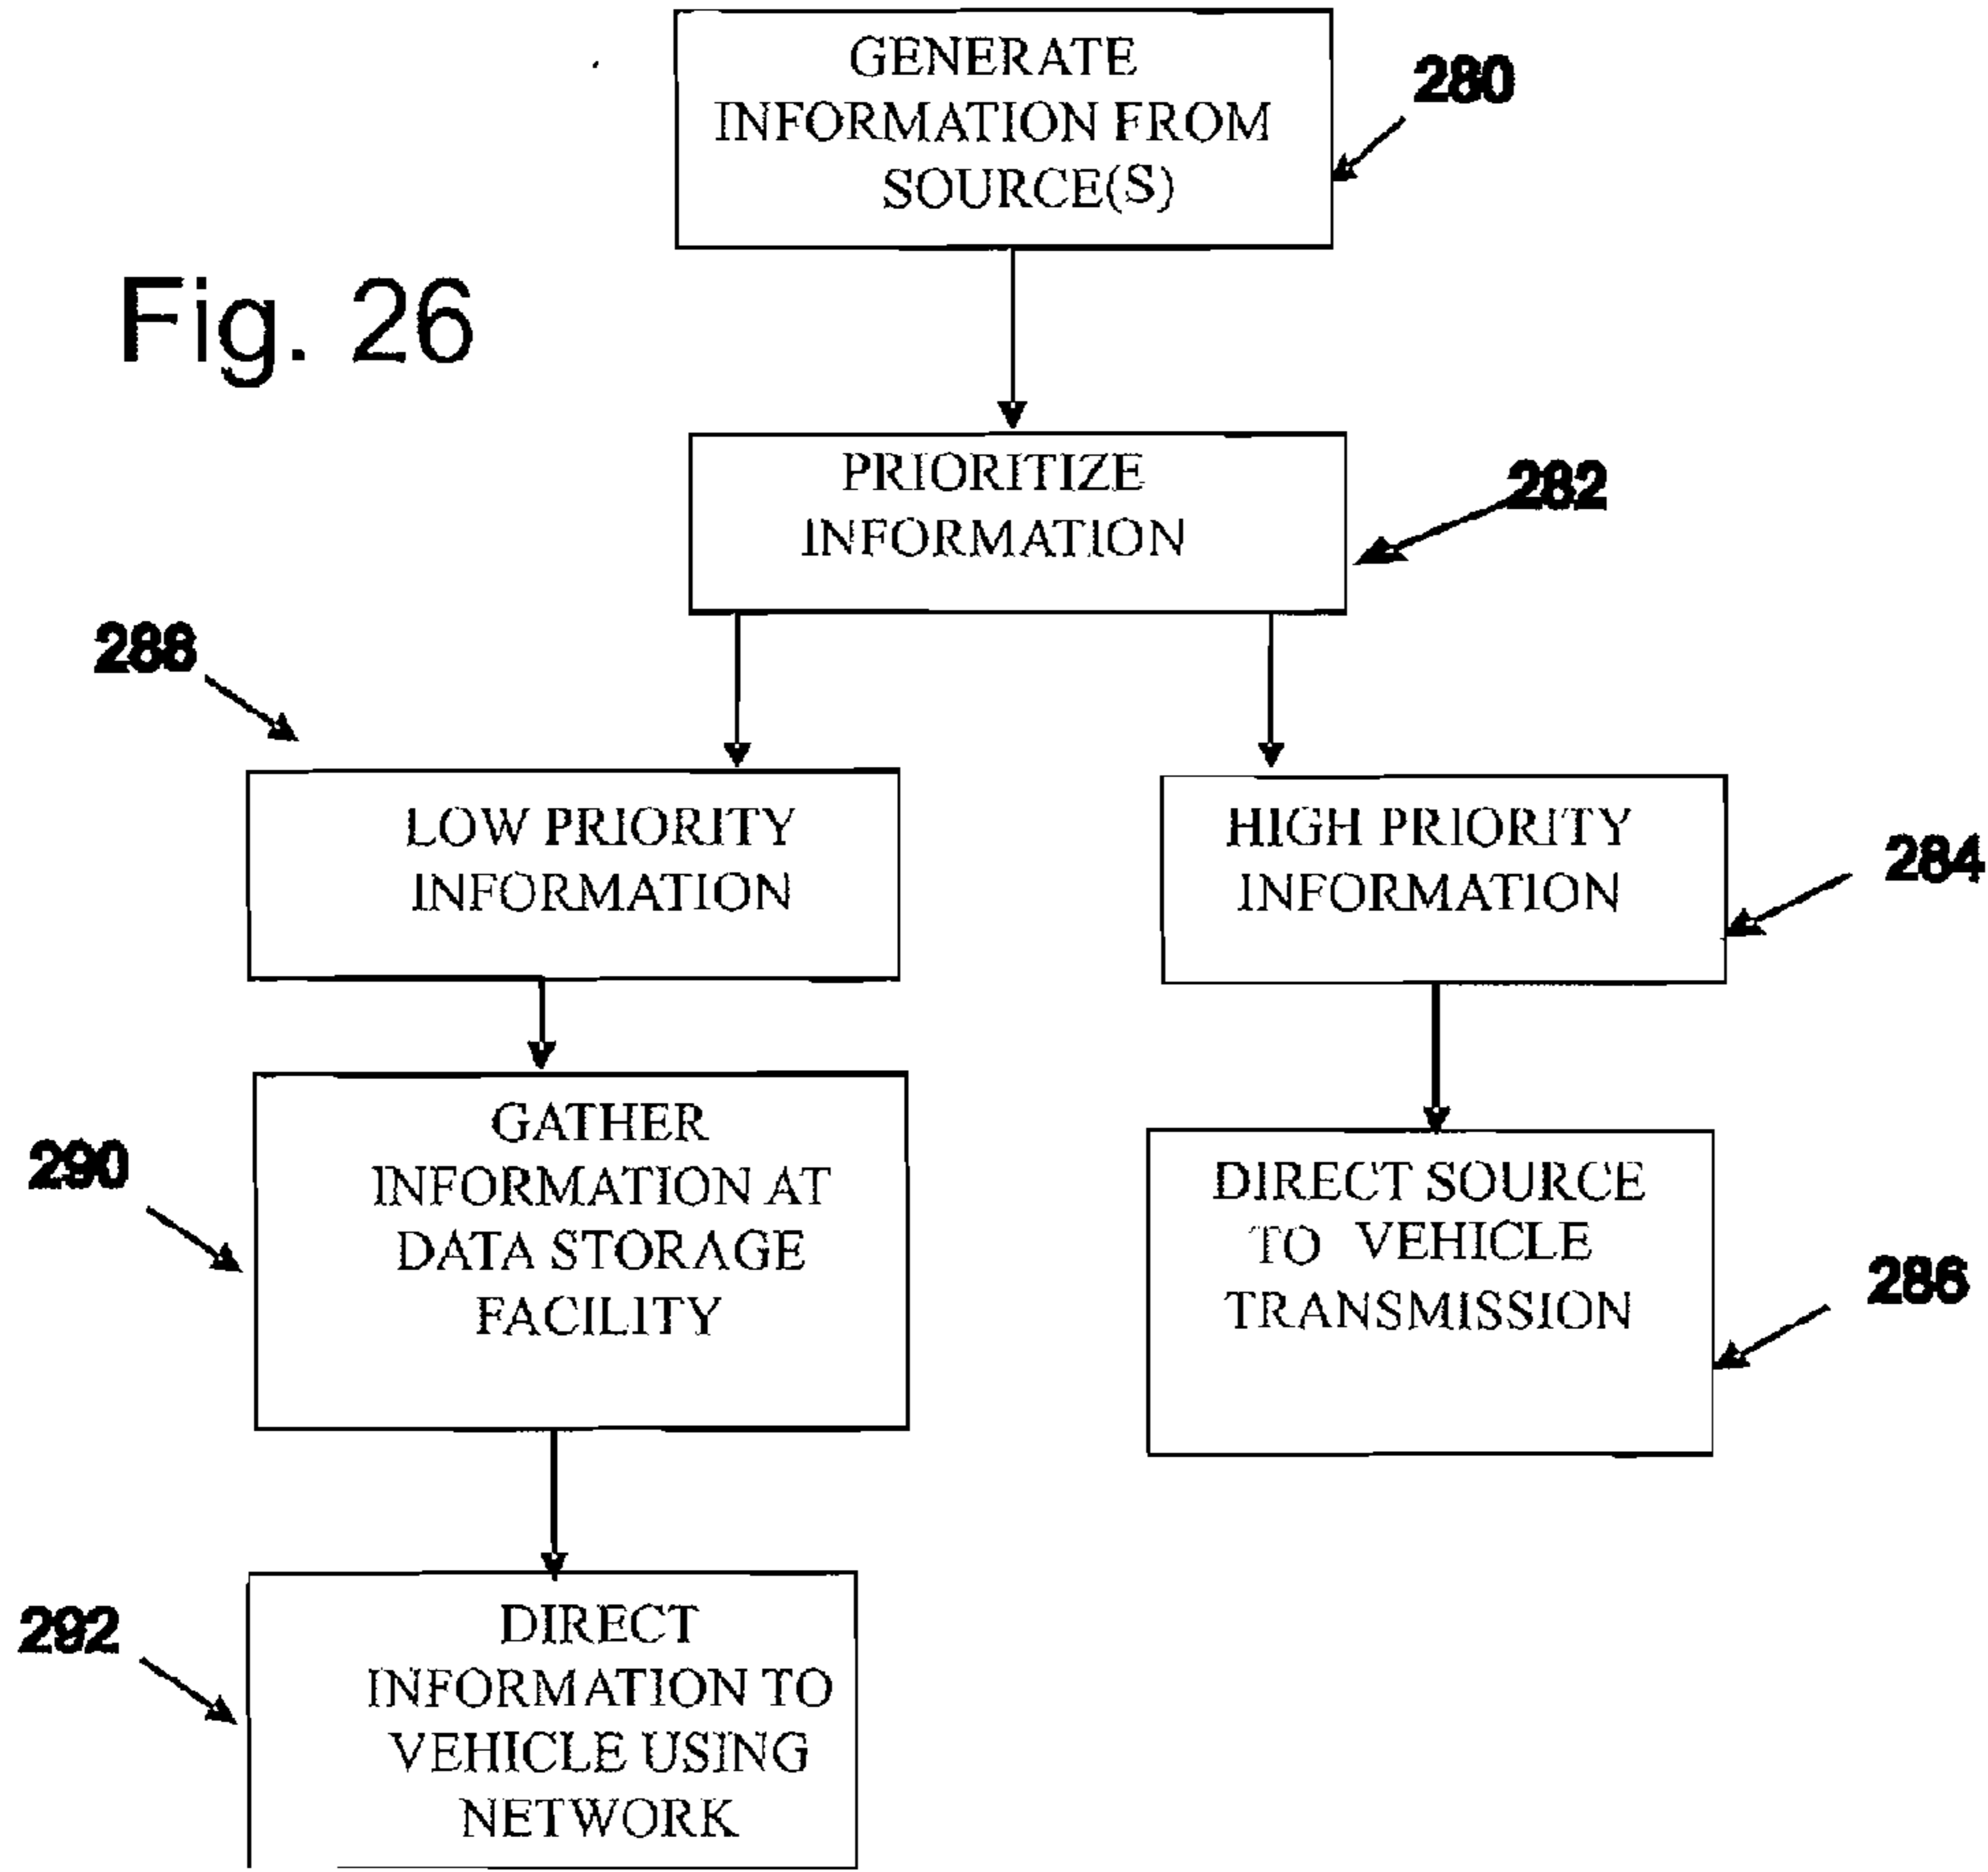 GENERATE
INFORMATION FROM
SOURCE(S)
280
Fig. 26
PRIORITIZE
INFORMATION
282
288
LOW PRIORITY
INFORMATION
HIGH PRIORITY
INFORMATION
284
GATHER
INFORMATION AT
DATA STORAGE
FACILITY
290
DIRECT SOURCE
TO VEHICLE
TRANSMISSION
286
DIRECT
INFORMATION TO
VEHICLE USING
NETWORK
292